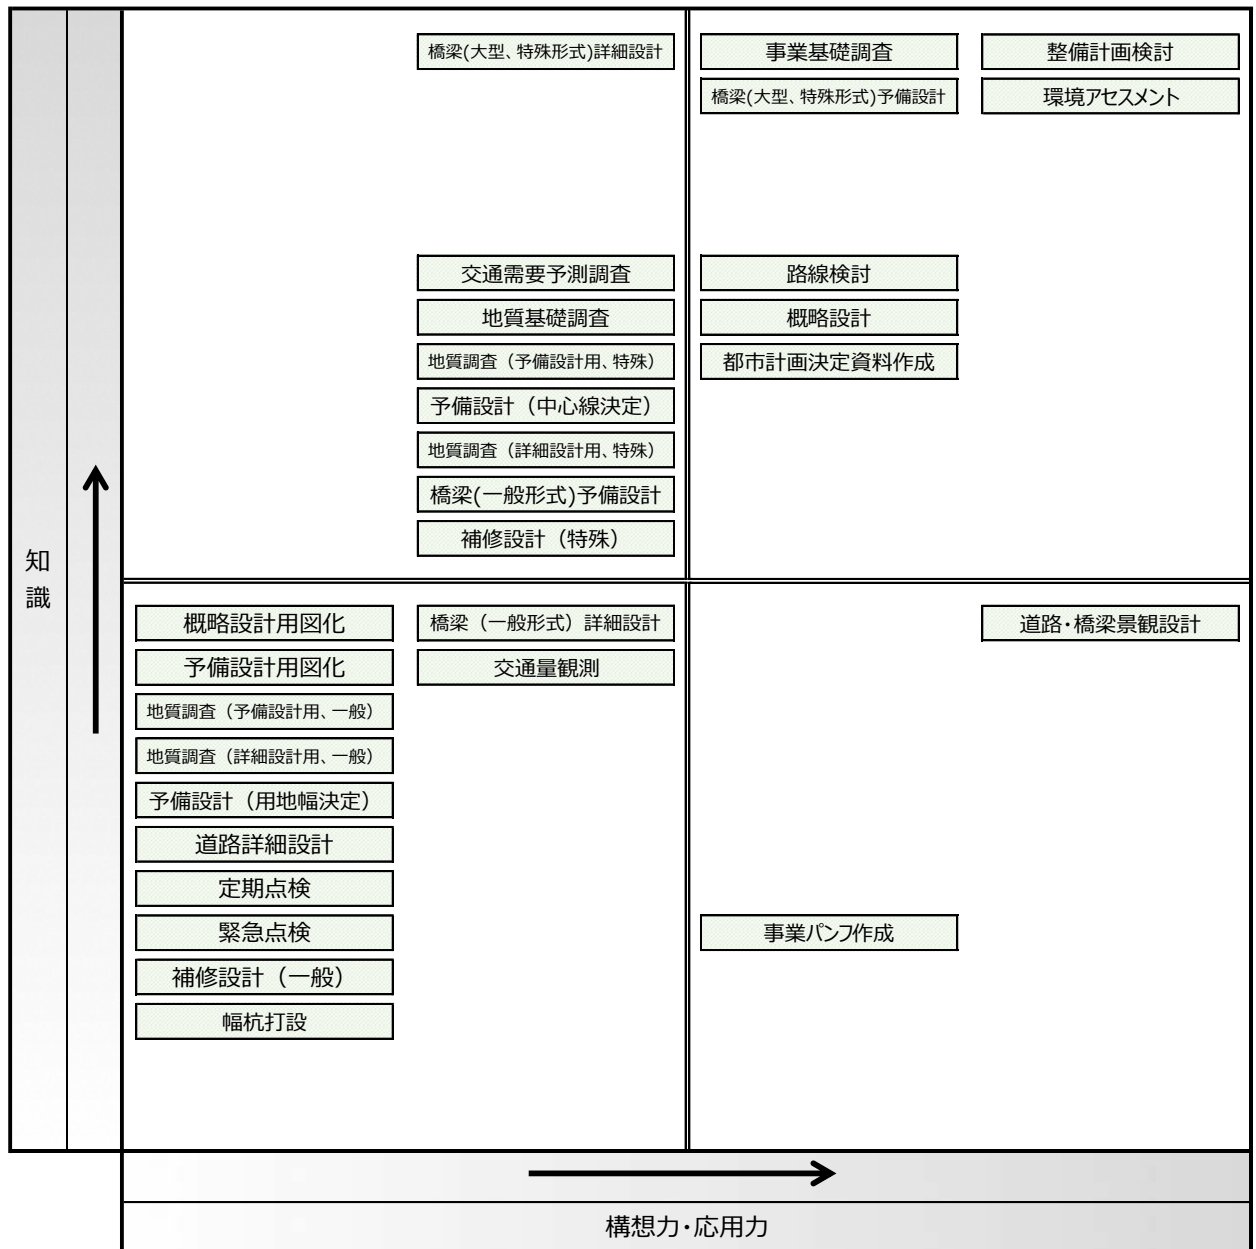 橋梁(大型、特殊形式)詳細設計
事業基礎調査
整備計画検討
橋梁(大型、特殊形式)予備設計
環境アセスメント
交通需要予測調査
路線検討
地質基礎調査
概略設計
地質調査（予備設計用、特殊）
都市計画決定資料作成
予備設計（中心線決定）
地質調査（詳細設計用、特殊）
橋梁(一般形式)予備設計
補修設計（特殊）
知
識
概略設計用図化
橋梁（一般形式）詳細設計
道路・橋梁景観設計
予備設計用図化
交通量観測
地質調査（予備設計用、一般）
地質調査（詳細設計用、一般）
予備設計（用地幅決定）
道路詳細設計
定期点検
緊急点検
事業パンフ作成
補修設計（一般）
幅杭打設
構想力・応用力